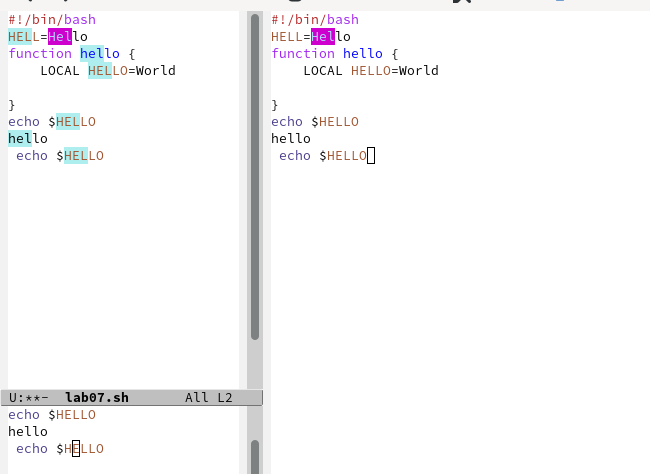 #!/bin/bash
HELL=Hello
function hello {
    LOCAL HELLO=World

}
echo $HELLO
hello
 echo $HELLO
U:**-  lab07.sh       All L2
echo $HELLO
hello
 echo $HELLO
#!/bin/bash
HELL=Hello
function hello {
    LOCAL HELLO=World

}
echo $HELLO
hello
 echo $HELLO